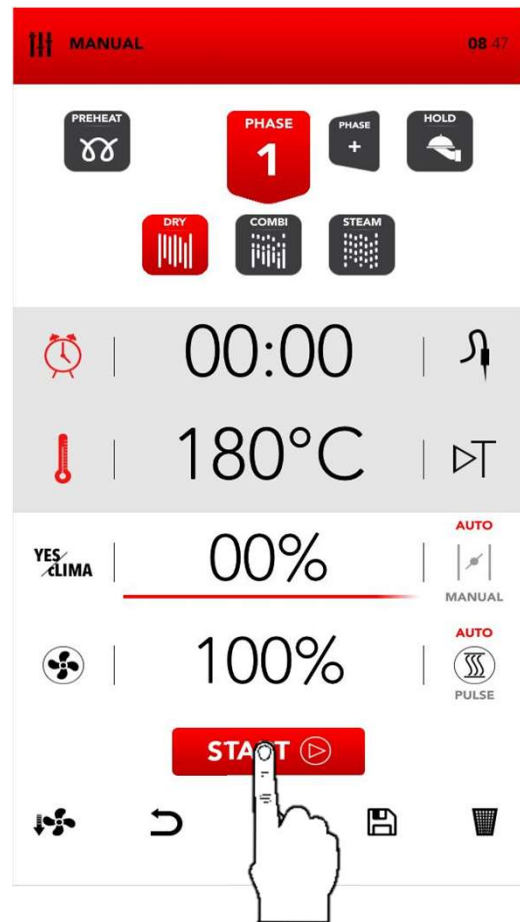 MANUAL 08 47
PREHEAT PHASE 1 PHASE + HOLD
DRY COMBI STEAM
00:00
180°C
YES/CLIMA 00% AUTO
MANUAL
100% AUTO
PULSE
START